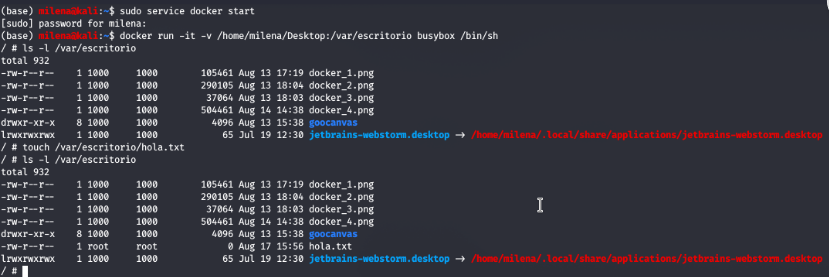 (base) milena@kali:~$ sudo service docker start
[sudo] password for milena:
(base) milena@kali:~$ docker run -it -v /home/milena/Desktop:/var/escritorio busybox /bin/sh
/ # ls -l /var/escritorio
total 932
-rw-r--r--    1 1000     1000        105461 Aug 13 17:19 docker_1.png
-rw-r--r--    1 1000     1000        290105 Aug 13 18:04 docker_2.png
-rw-r--r--    1 1000     1000         37064 Aug 13 18:03 docker_3.png
-rw-r--r--    1 1000     1000        504461 Aug 14 14:38 docker_4.png
drwxr-xr-x    8 1000     1000          4096 Aug 13 15:38 goocanvas
lrwxrwxrwx    1 1000     1000            65 Jul 19 12:30 jetbrains-webstorm.desktop → /home/milena/.local/share/applications/jetbrains-webstorm.desktop
/ # touch /var/escritorio/hola.txt
/ # ls -l /var/escritorio
total 932
-rw-r--r--    1 1000     1000        105461 Aug 13 17:19 docker_1.png
-rw-r--r--    1 1000     1000        290105 Aug 13 18:04 docker_2.png
-rw-r--r--    1 1000     1000         37064 Aug 13 18:03 docker_3.png
-rw-r--r--    1 1000     1000        504461 Aug 14 14:38 docker_4.png
drwxr-xr-x    8 1000     1000          4096 Aug 13 15:38 goocanvas
-rw-r--r--    1 root     root             0 Aug 17 15:56 hola.txt
lrwxrwxrwx    1 1000     1000            65 Jul 19 12:30 jetbrains-webstorm.desktop → /home/milena/.local/share/applications/jetbrains-webstorm.desktop
/ #